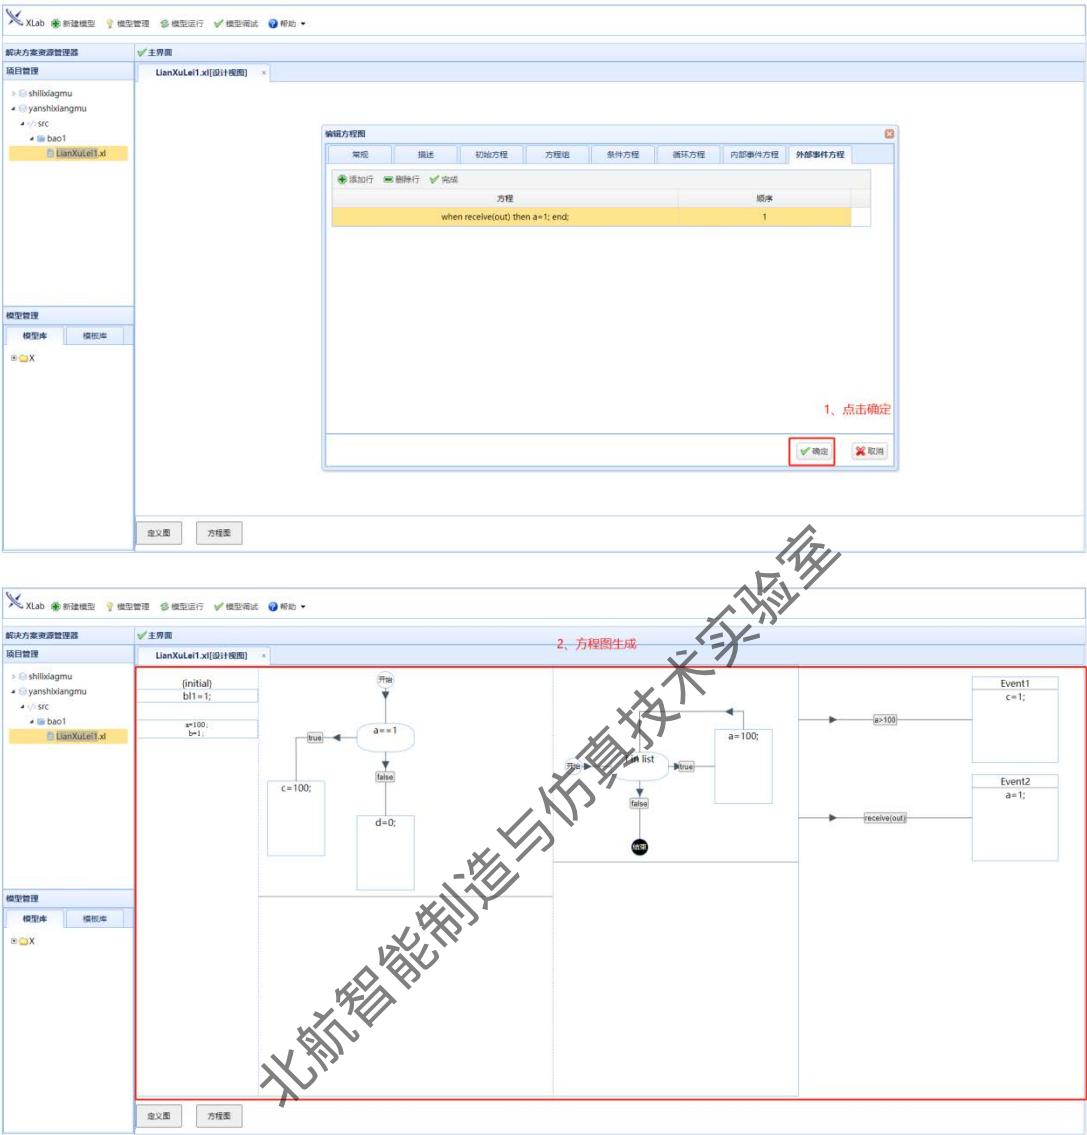 XLab 新建模型 模型管理 模型运行 模型调试 帮助
解决方案资源管理器 主界面
项目管理 LianXuLei1.xl[设计视图] ×
shilixiagmu
yanshixiangmu
src
bao1
LianXuLei1.xl
编辑方程图
常规 描述 初始方程 方程组 条件方程 循环方程 内部事件方程 外部事件方程
添加行 删除行 完成
方程 顺序
when receive(out) then a=1; end; 1
模型管理
模型库 模板库
X
1、点击确定
确定 取消
定义图 方程图
XLab 新建模型 模型管理 模型运行 模型调试 帮助
解决方案资源管理器 主界面
2、方程图生成
项目管理 LianXuLei1.xl[设计视图] ×
shilixiagmu
yanshixiangmu
src
bao1
LianXuLei1.xl
(initial)
bl1=1;
a=100;
b=1;
开始
a==1
true
false
c=100;
d=0;
开始
i in list
true
a=100;
false
结束
a>100
Event1
c=1;
receive(out)
Event2
a=1;
模型管理
模型库 模板库
X
定义图 方程图
北航智能制造与仿真技术实验室